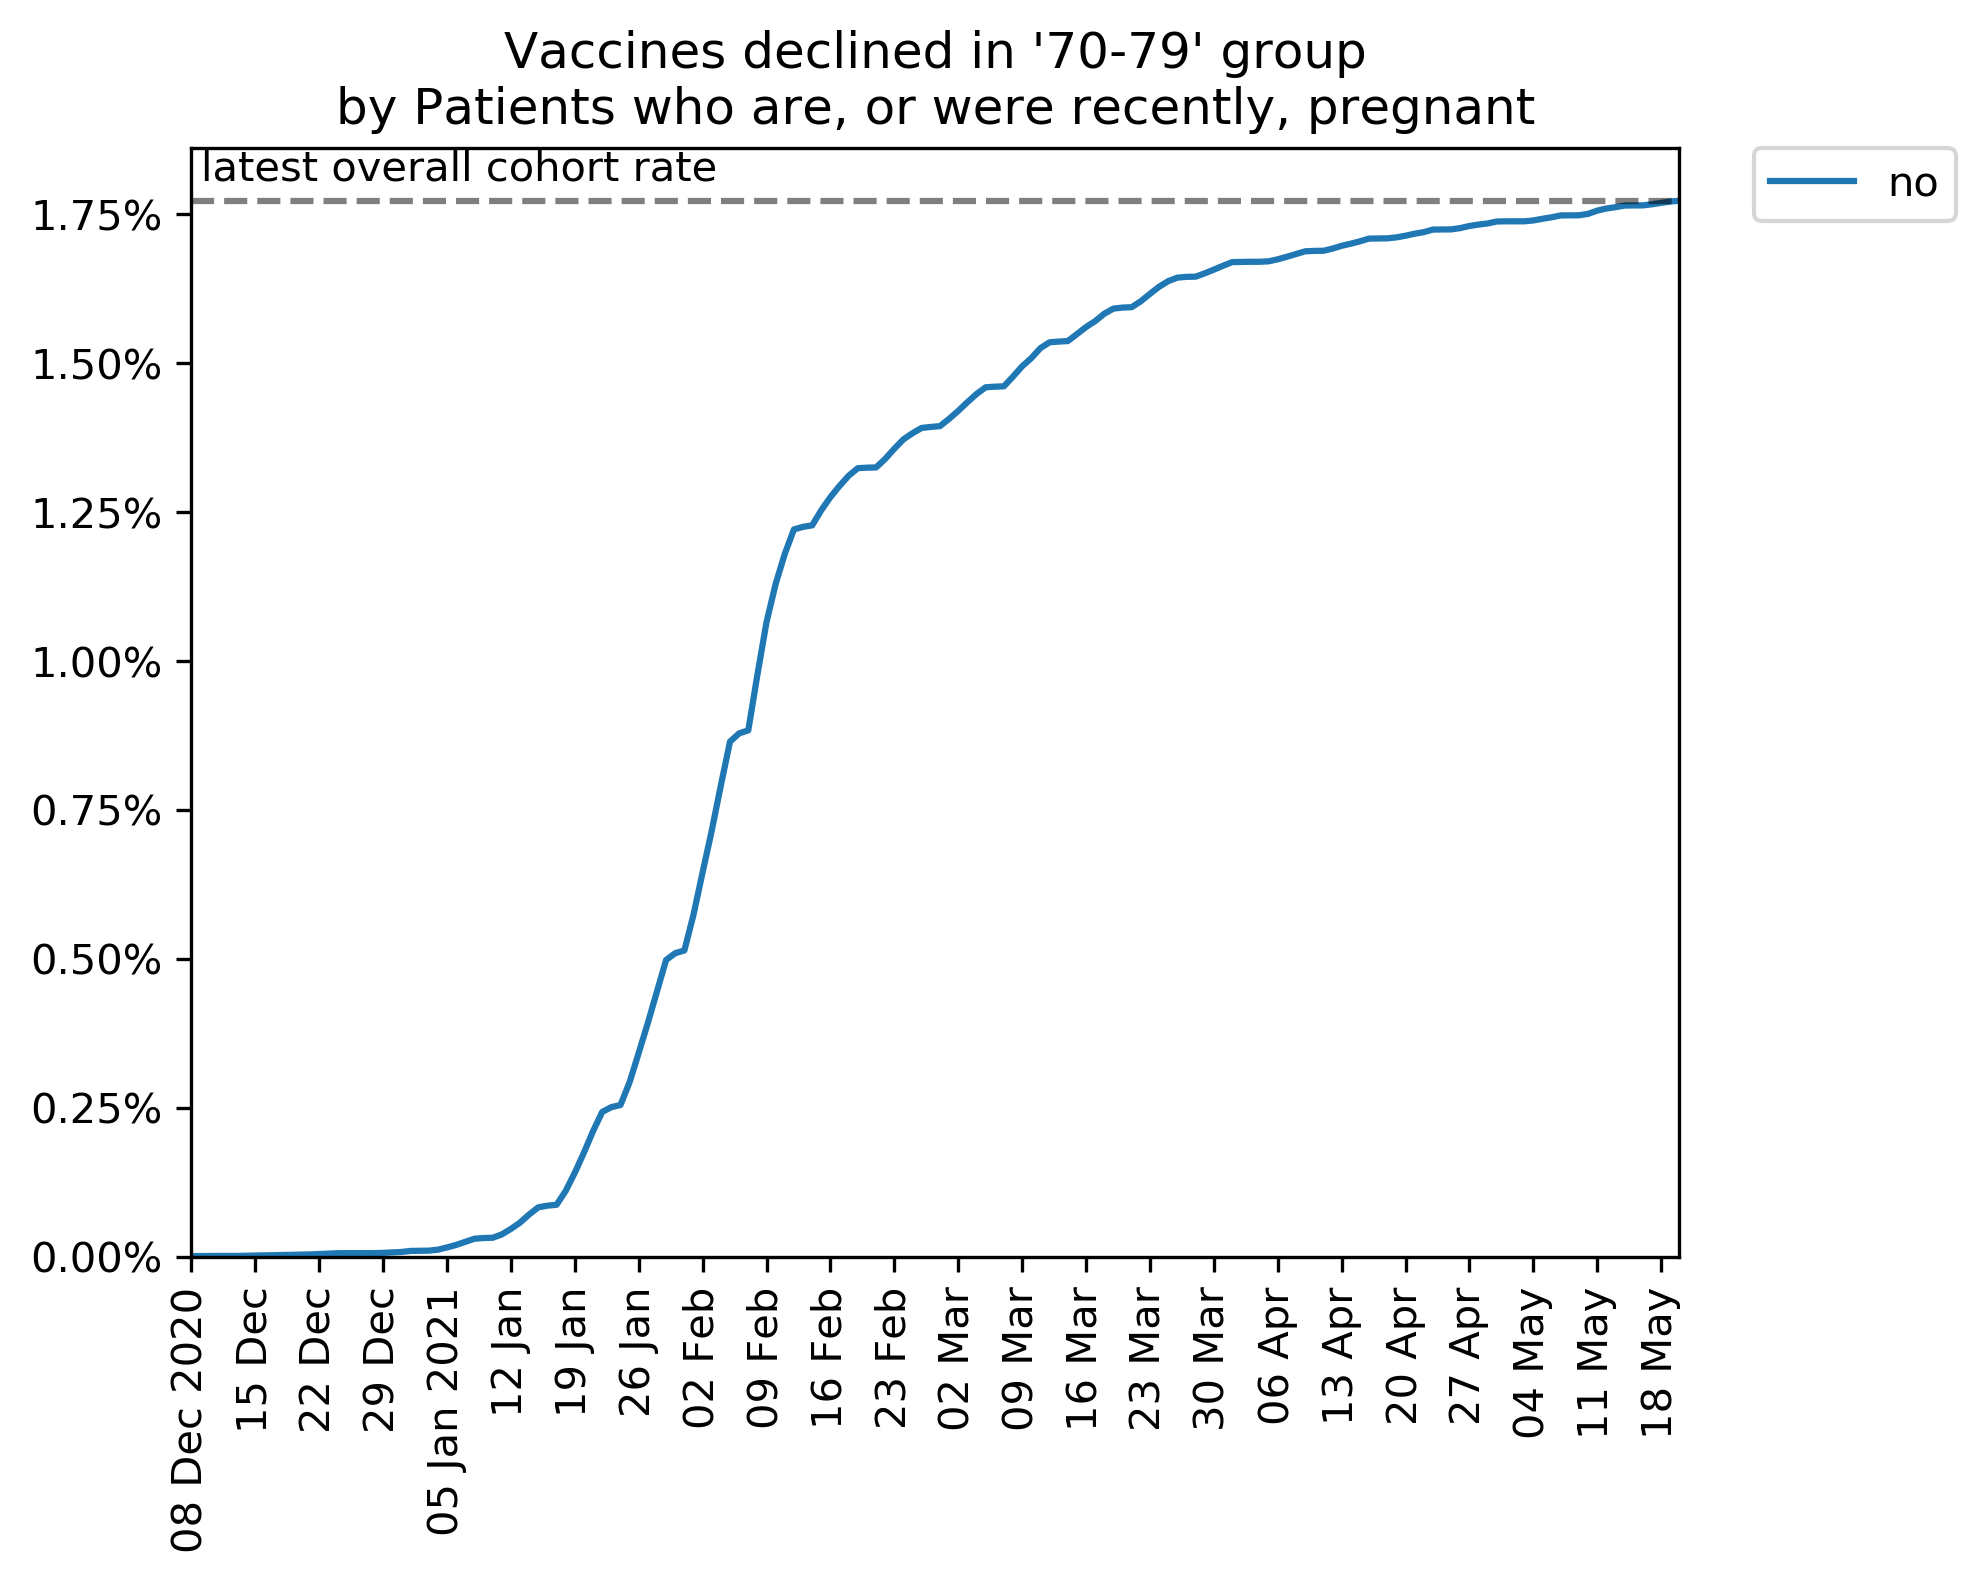 Vaccines declined in '70-79' group
by Patients who are, or were recently, pregnant
latest overall cohort rate
no
1.75%
1.50%
1.25%
1.00%
0.75%
0.50%
0.25%
0.00%
08 Dec 2020
15 Dec
22 Dec
29 Dec
05 Jan 2021
12 Jan
19 Jan
26 Jan
02 Feb
09 Feb
16 Feb
23 Feb
02 Mar
09 Mar
16 Mar
23 Mar
30 Mar
06 Apr
13 Apr
20 Apr
27 Apr
04 May
11 May
18 May